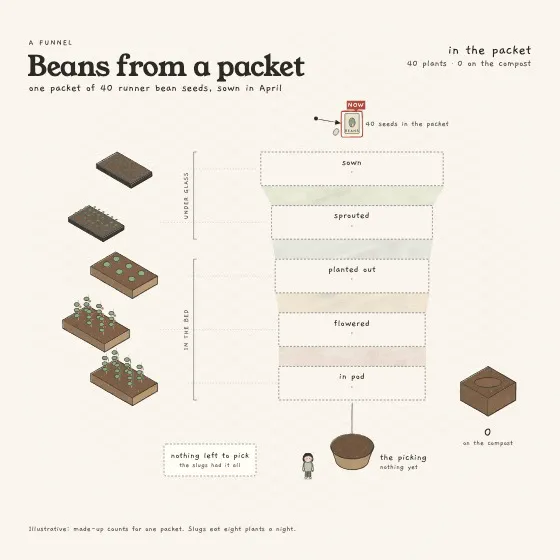 A FUNNEL
Beans from a packet
one packet of 40 runner bean seeds, sown in April
in the packet
40 plants · 0 on the compost
NOW
BEANS
40 seeds in the packet
UNDER GLASS
sown
sprouted
IN THE BED
planted out
flowered
in pod
0
on the compost
nothing left to pick
the slugs had it all
the picking
nothing yet
Illustrative: made-up counts for one packet. Slugs eat eight plants a night.